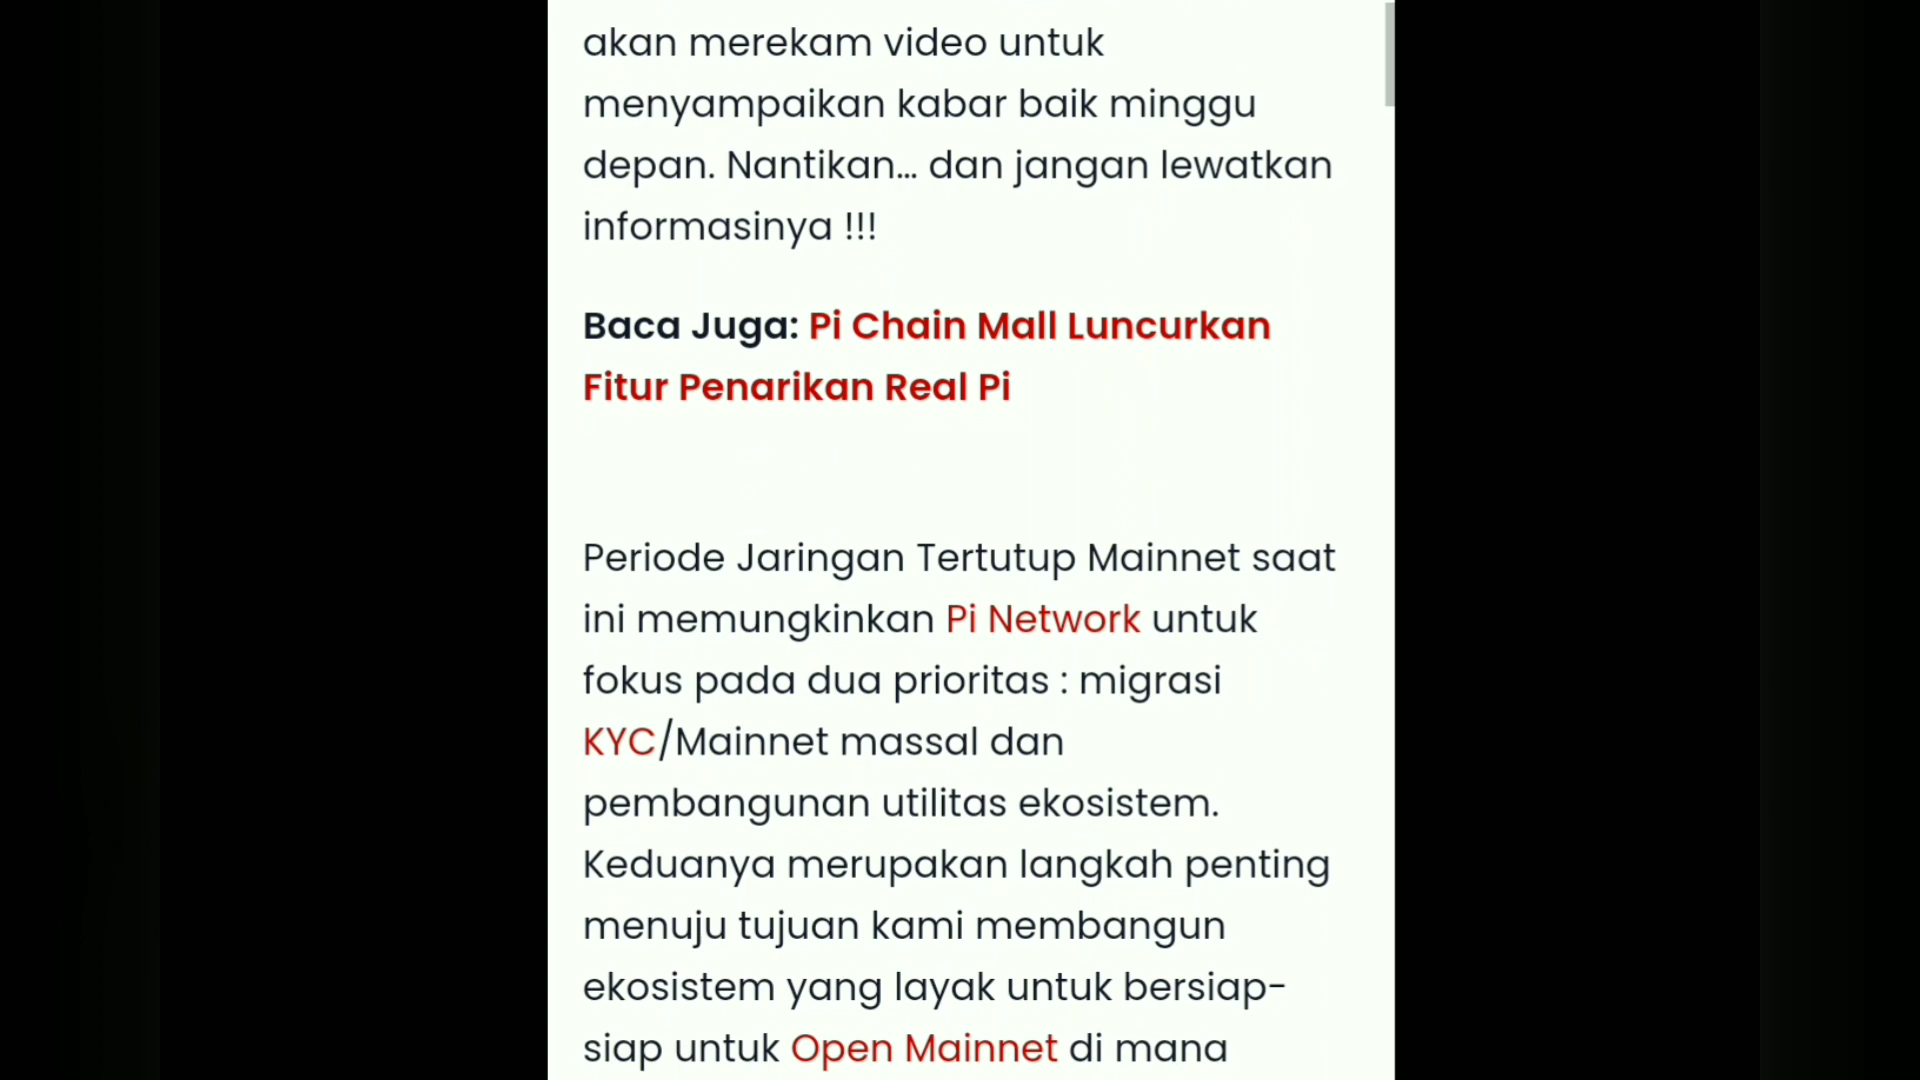 akan merekam video untuk
menyampaikan kabar baik minggu
depan. Nantikan... dan jangan lewatkan
informasinya !!!
Baca Juga: Pi Chain Mall Luncurkan
Fitur Penarikan Real Pi
Periode Jaringan Tertutup Mainnet saat
ini memungkinkan Pi Network untuk
fokus pada dua prioritas : migrasi
KYC/Mainnet massal dan
pembangunan utilitas ekosistem.
Keduanya merupakan langkah penting
menuju tujuan kami membangun
ekosistem yang layak untuk bersiap-
siap untuk Open Mainnet di mana